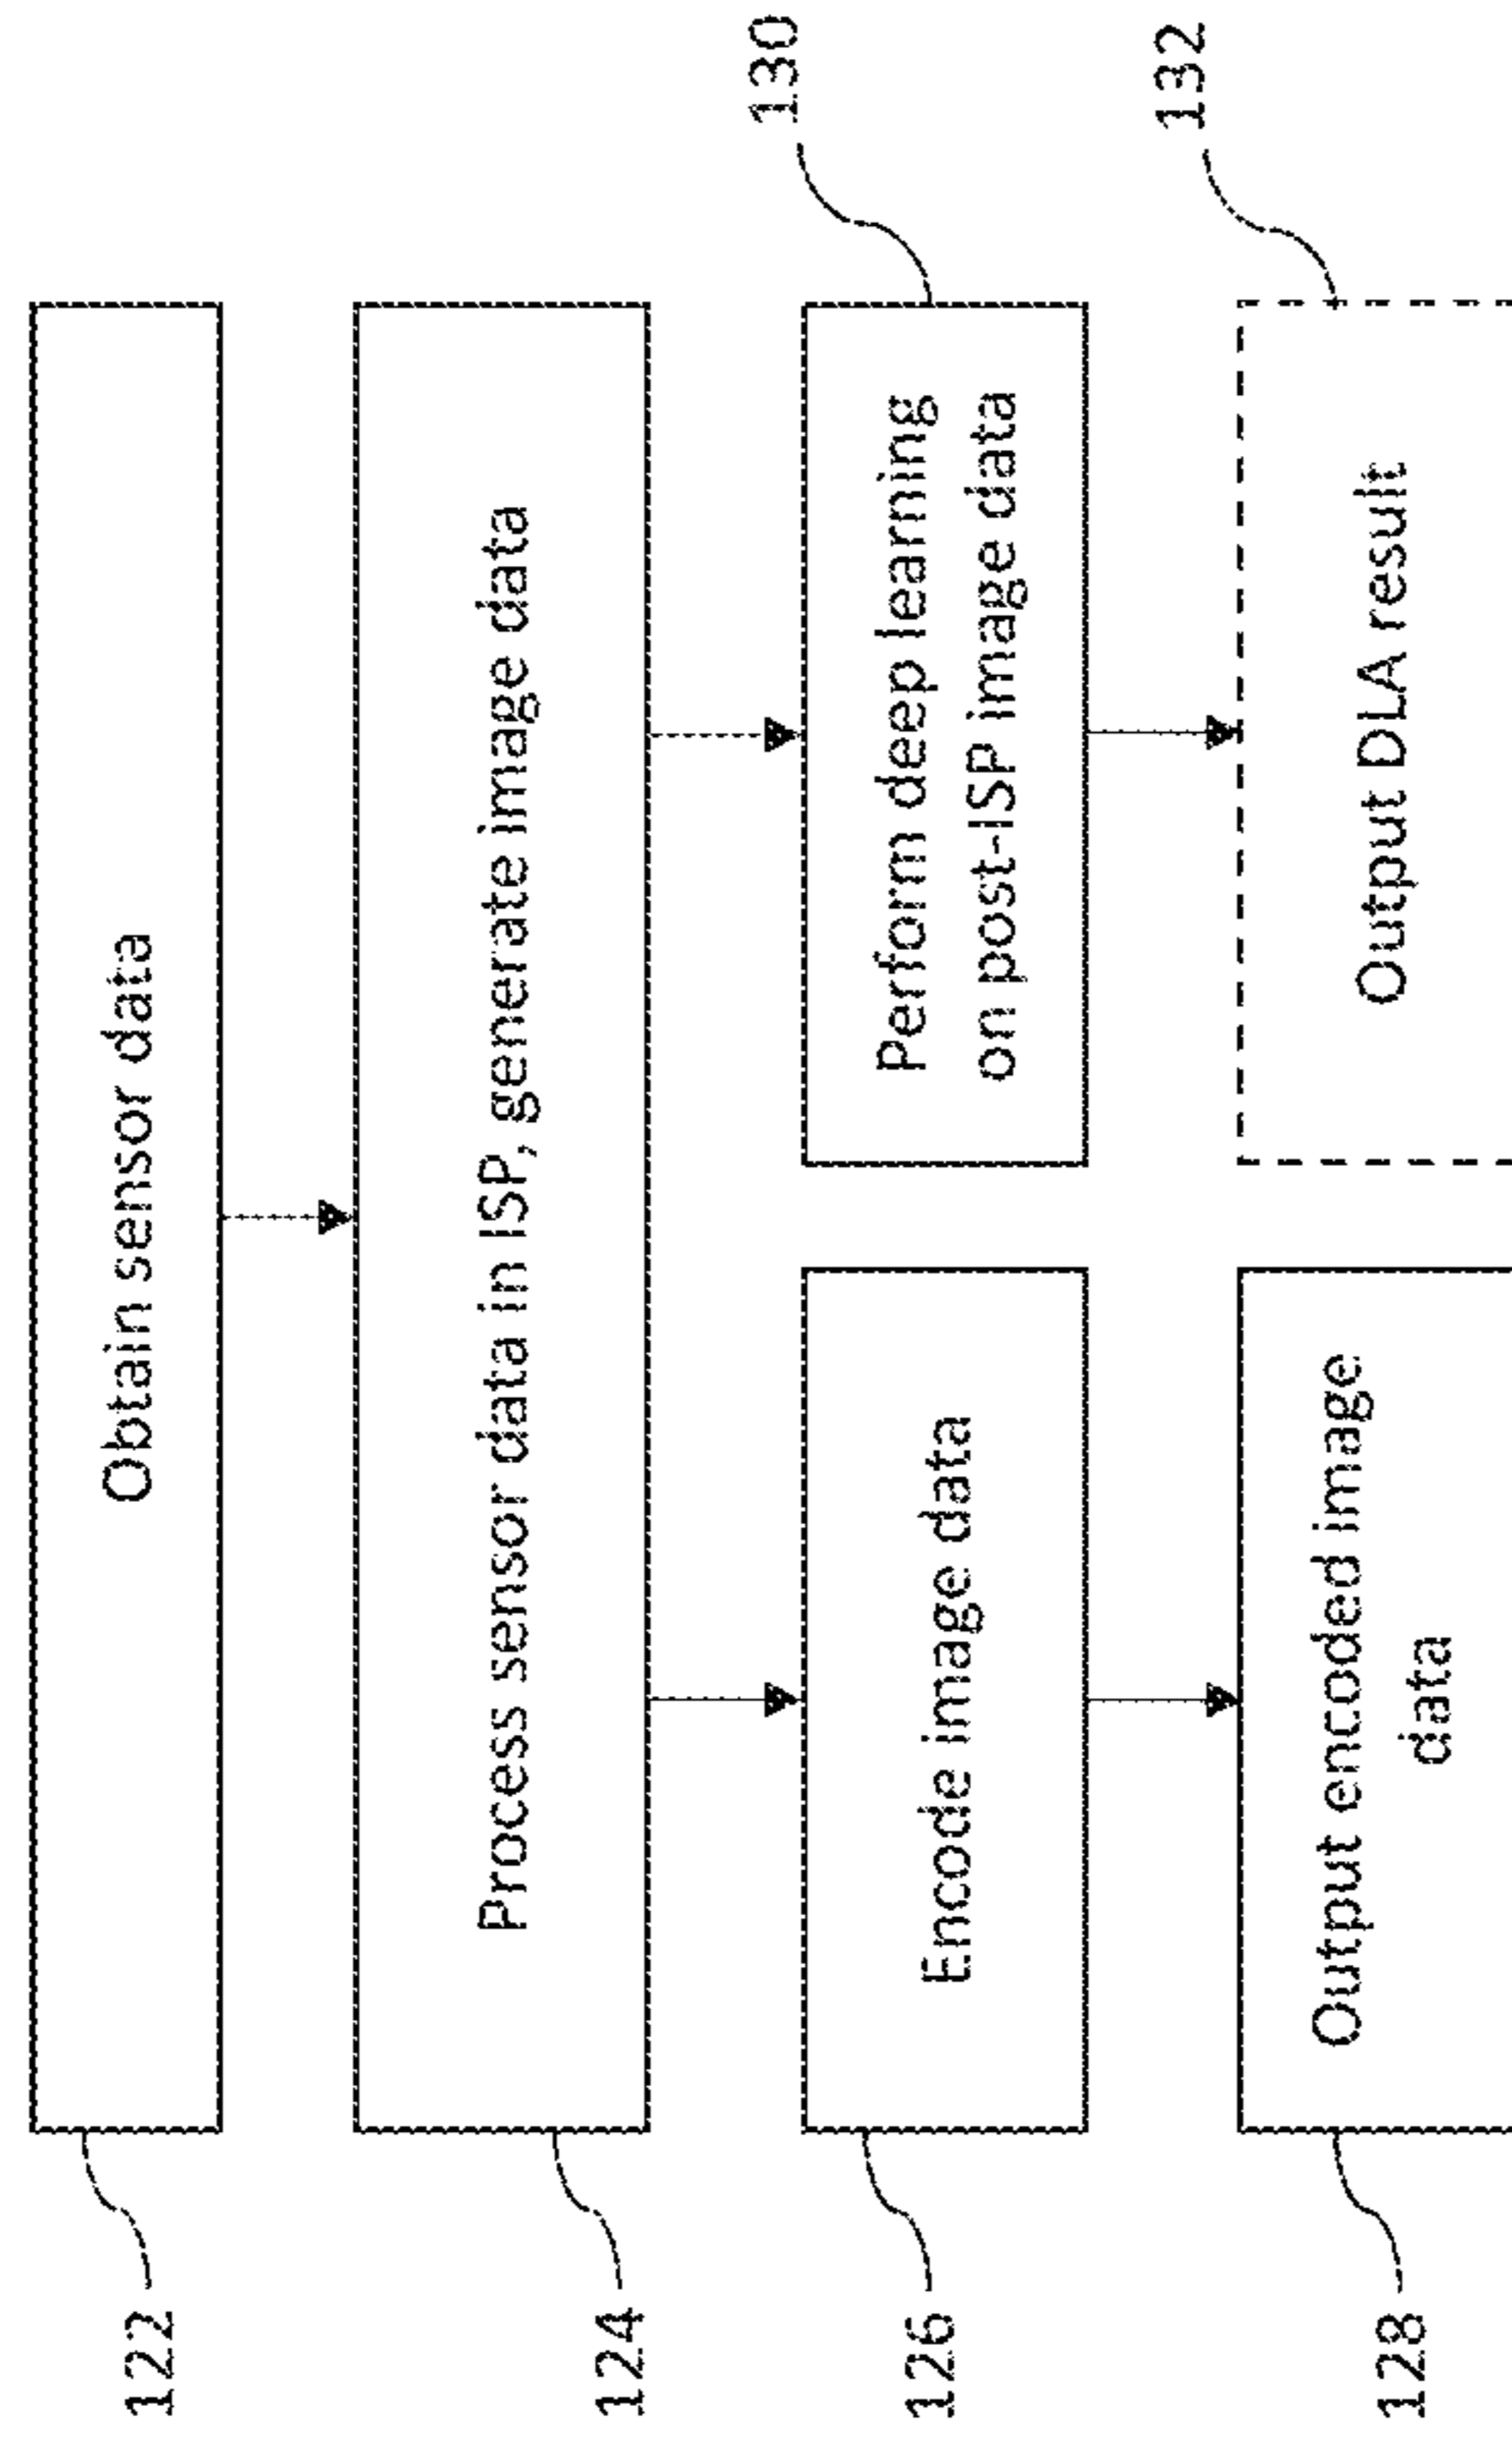 122
Obtain sensor data
124
Process sensor data in ISP, generate image data
126
Encode image data
130
Perform deep learning
on post-ISP image data
128
Output encoded image
data
132
Output DLA result